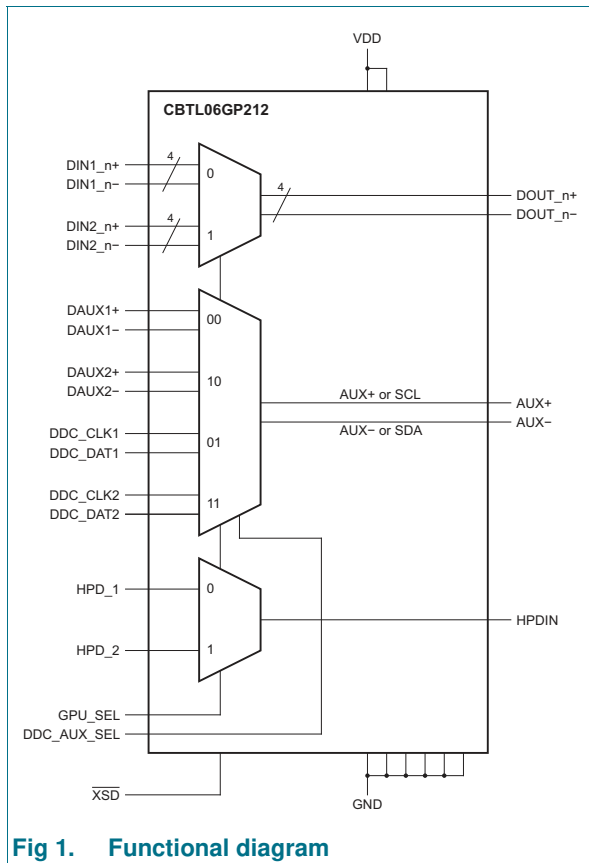 VDD
CBTL06GP212
DIN1_n+
4
0
DIN1_n−
4
DOUT_n+
DOUT_n−
DIN2_n+
4
DIN2_n−
1
DAUX1+
00
DAUX1−
DAUX2+
10
DAUX2−
AUX+ or SCL
AUX+
AUX− or SDA
AUX−
DDC_CLK1
01
DDC_DAT1
DDC_CLK2
11
DDC_DAT2
HPD_1
0
HPDIN
HPD_2
1
GPU_SEL
DDC_AUX_SEL
XSD
GND
Fig 1. Functional diagram